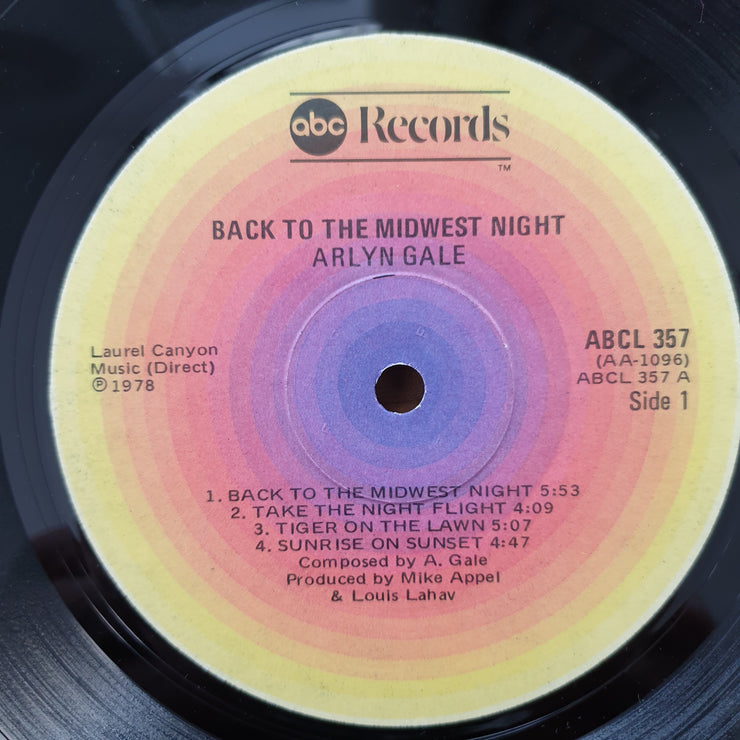 abc Records
TM
BACK TO THE MIDWEST NIGHT
ARLYN GALE
Laurel Canyon
Music (Direct)
℗1978
ABCL 357
(AA-1096)
ABCL 357 A
Side 1
1. BACK TO THE MIDWEST NIGHT 5:53
2. TAKE THE NIGHT FLIGHT 4:09
3. TIGER ON THE LAWN 5:07
4. SUNRISE ON SUNSET 4:47
Composed by A. Gale
Produced by Mike Appel
& Louis Lahav